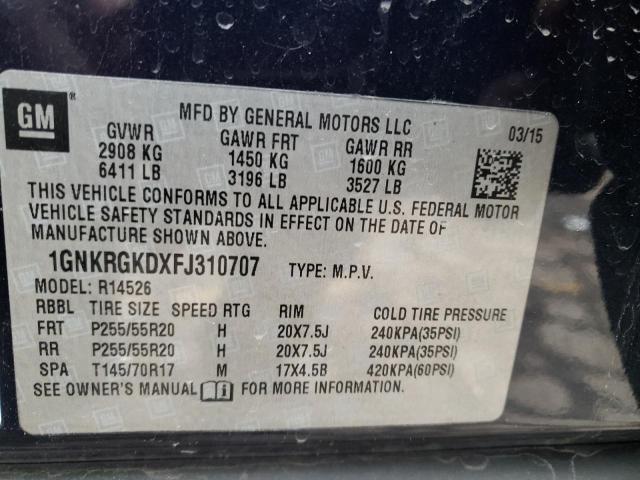 GM ®
MFD BY GENERAL MOTORS LLC
03/15
GVWR GAWR FRT GAWR RR
2908 KG 1450 KG 1600 KG
6411 LB 3196 LB 3527 LB
THIS VEHICLE CONFORMS TO ALL APPLICABLE U.S. FEDERAL MOTOR
VEHICLE SAFETY STANDARDS IN EFFECT ON THE DATE OF
MANUFACTURE SHOWN ABOVE.
1GNKRGKDXFJ310707 TYPE: M.P.V.
MODEL: R14526
RBBL TIRE SIZE SPEED RTG RIM COLD TIRE PRESSURE
FRT P255/55R20 H 20X7.5J 240KPA(35PSI)
RR P255/55R20 H 20X7.5J 240KPA(35PSI)
SPA T145/70R17 M 17X4.5B 420KPA(60PSI)
SEE OWNER'S MANUAL FOR MORE INFORMATION.